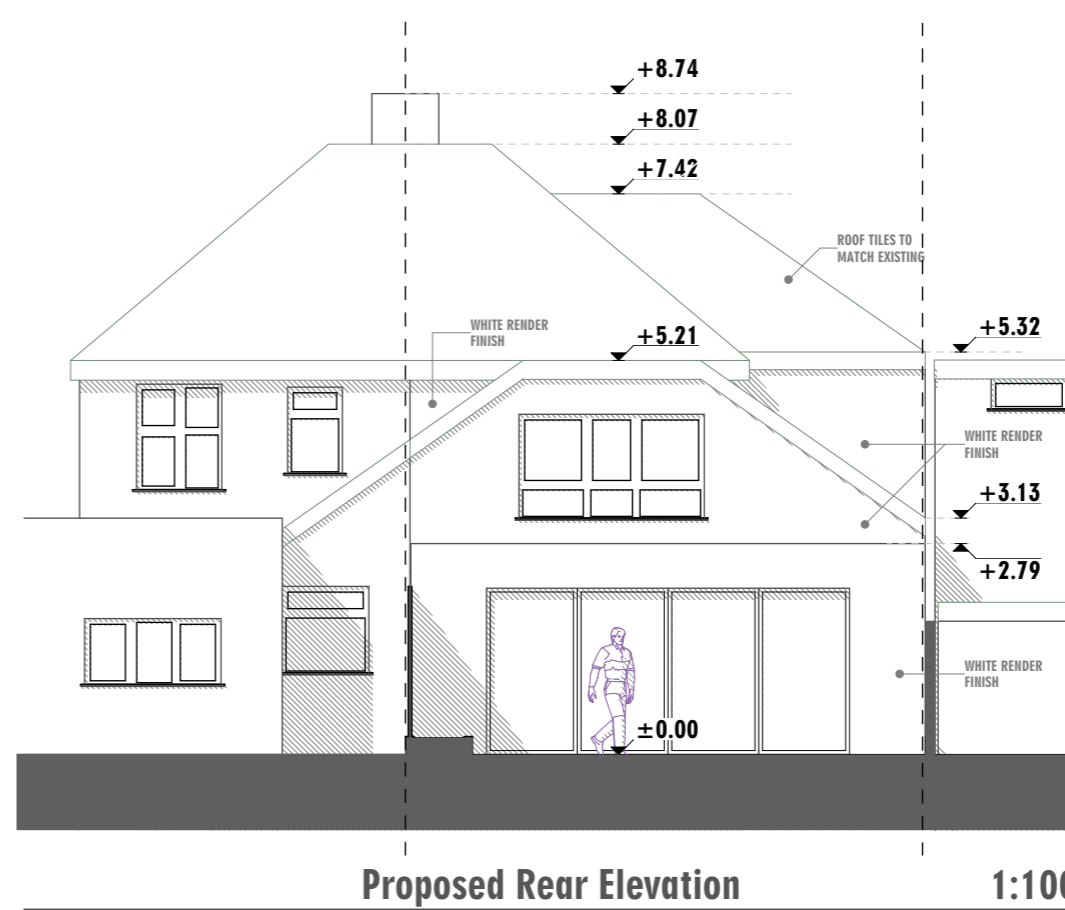 +8.74
+8.07
+7.42
ROOF TILES TO
MATCH EXISTING
WHITE RENDER
FINISH
+5.21
+5.32
WHITE RENDER
FINISH
+3.13
+2.79
WHITE RENDER
FINISH
±0.00
Proposed Rear Elevation
1:100